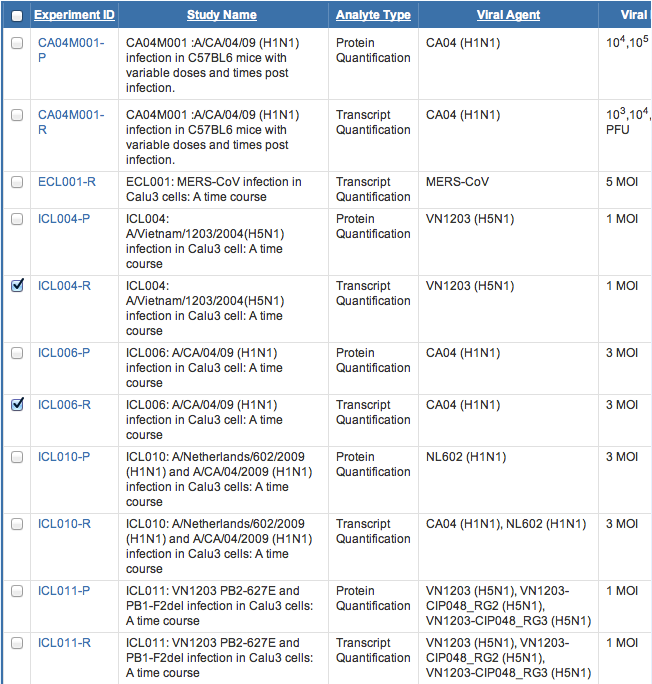 Experiment ID Study Name Analyte Type Viral Agent Viral
CA04M001- CA04M001 :A/CA/04/09 (H1N1) Protein CA04 (H1N1) 10^4,10^5
P infection in C57BL6 mice with Quantification
variable doses and times post
infection.
CA04M001- CA04M001 :A/CA/04/09 (H1N1) Transcript CA04 (H1N1) 10^3,10^4,
R infection in C57BL6 mice with Quantification PFU
variable doses and times post
infection.
ECL001-R ECL001: MERS-CoV infection in Transcript MERS-CoV 5 MOI
Calu3 cells: A time course Quantification
ICL004-P ICL004: Protein VN1203 (H5N1) 1 MOI
A/Vietnam/1203/2004(H5N1) Quantification
infection in Calu3 cell: A time
course
ICL004-R ICL004: Transcript VN1203 (H5N1) 1 MOI
A/Vietnam/1203/2004(H5N1) Quantification
infection in Calu3 cell: A time
course
ICL006-P ICL006: A/CA/04/09 (H1N1) Protein CA04 (H1N1) 3 MOI
infection in Calu3 cell: A time Quantification
course
ICL006-R ICL006: A/CA/04/09 (H1N1) Transcript CA04 (H1N1) 3 MOI
infection in Calu3 cell: A time Quantification
course
ICL010-P ICL010: A/Netherlands/602/2009 Protein NL602 (H1N1) 3 MOI
(H1N1) and A/CA/04/2009 (H1N1) Quantification
infection in Calu3 cells: A time
course
ICL010-R ICL010: A/Netherlands/602/2009 Transcript CA04 (H1N1), NL602 (H1N1) 3 MOI
(H1N1) and A/CA/04/2009 (H1N1) Quantification
infection in Calu3 cells: A time
course
ICL011-P ICL011: VN1203 PB2-627E and Protein VN1203 (H5N1), VN1203- 1 MOI
PB1-F2del infection in Calu3 cells: Quantification CIP048_RG2 (H5N1),
A time course VN1203-CIP048_RG3 (H5N1)
ICL011-R ICL011: VN1203 PB2-627E and Transcript VN1203 (H5N1), VN1203- 1 MOI
PB1-F2del infection in Calu3 cells: Quantification CIP048_RG2 (H5N1),
A time course VN1203-CIP048_RG3 (H5N1)